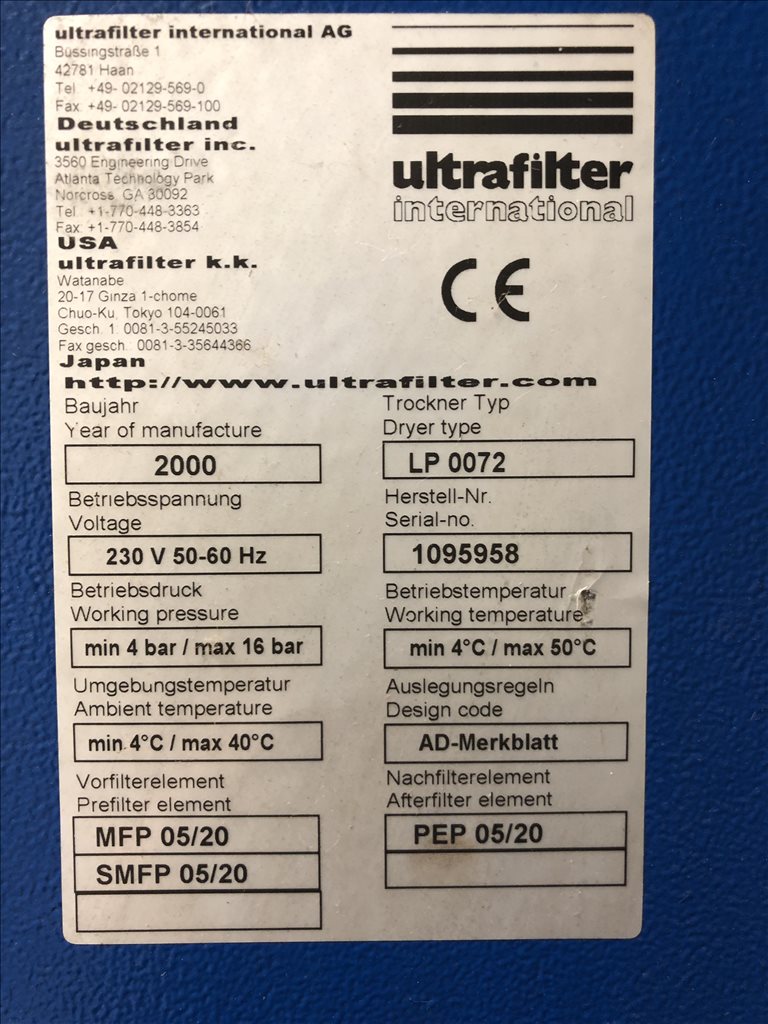 ultrafilter international AG
Büssingstraße 1
42781 Haan
Tel. +49- 02129-569-0
Fax. +49- 02129-569-100
Deutschland
ultrafilter inc.
3560 Engineering Drive
Atlanta Technology Park
Norcross, GA 30092
Tel. +1-770-448-3363
Fax: +1-770-448-3854
USA
ultrafilter k.k.
Watanabe
20-17 Ginza 1-chome
Chuo-Ku, Tokyo 104-0061
Gesch. 1: 0081-3-55245033
Fax gesch.: 0081-3-35644366
Japan
http://www.ultrafilter.com
ultrafilter
international
CE
Baujahr
Year of manufacture
2000
Trockner Typ
Dryer type
LP 0072
Betriebsspannung
Voltage
230 V 50-60 Hz
Herstell-Nr.
Serial-no.
1095958
Betriebsdruck
Working pressure
min 4 bar / max 16 bar
Betriebstemperatur
Working temperature
min 4°C / max 50°C
Umgebungstemperatur
Ambient temperature
min 4°C / max 40°C
Auslegungsregeln
Design code
AD-Merkblatt
Vorfilterelement
Prefilter element
MFP 05/20
SMFP 05/20
Nachfilterelement
Afterfilter element
PEP 05/20